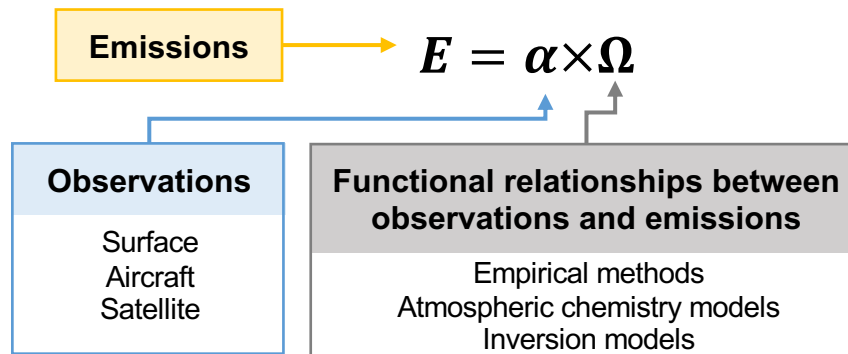 Emissions
E = α×Ω
Observations
Surface
Aircraft
Satellite
Functional relationships between
observations and emissions
Empirical methods
Atmospheric chemistry models
Inversion models